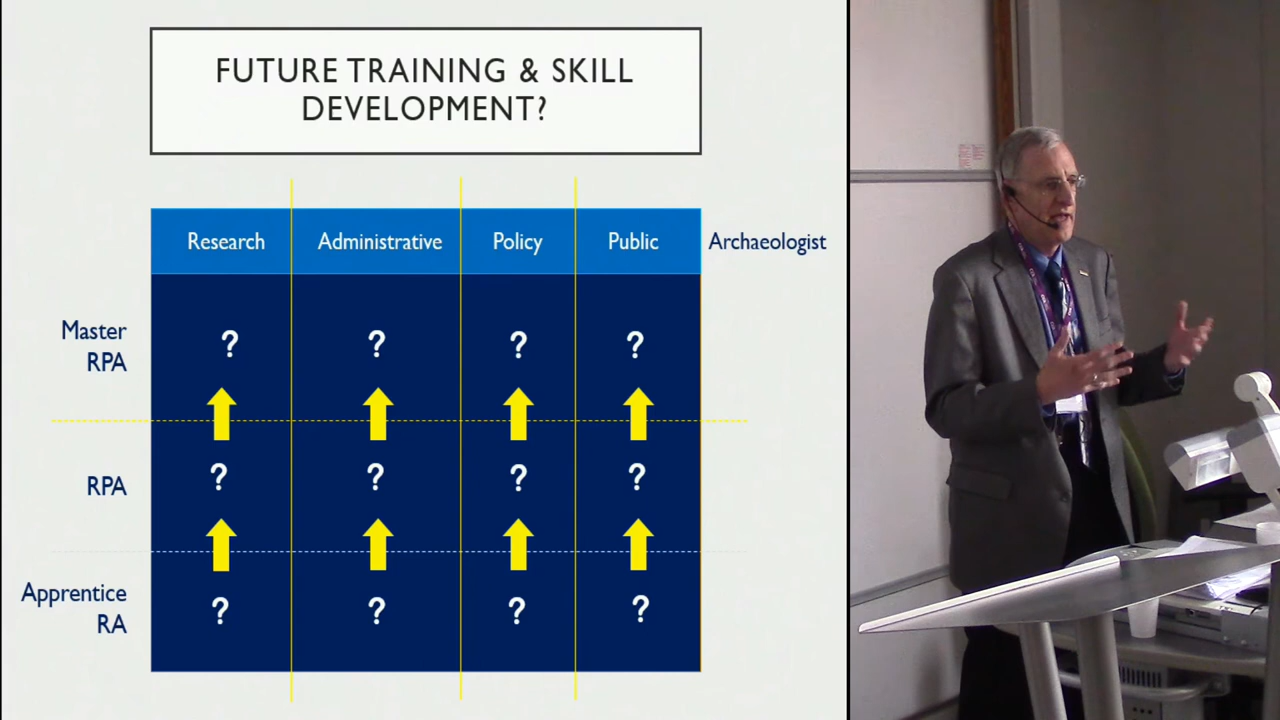 FUTURE TRAINING & SKILL
DEVELOPMENT?
Research Administrative Policy Public Archaeologist
Master
RPA
? ? ? ?
RPA
? ? ? ?
Apprentice
RA
? ? ? ?